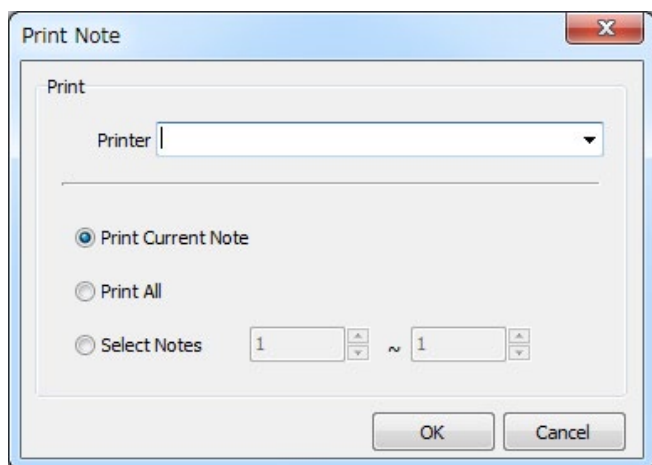 Print Note
Print
Printer
Print Current Note
Print All
Select Notes 1 ~ 1
OK Cancel